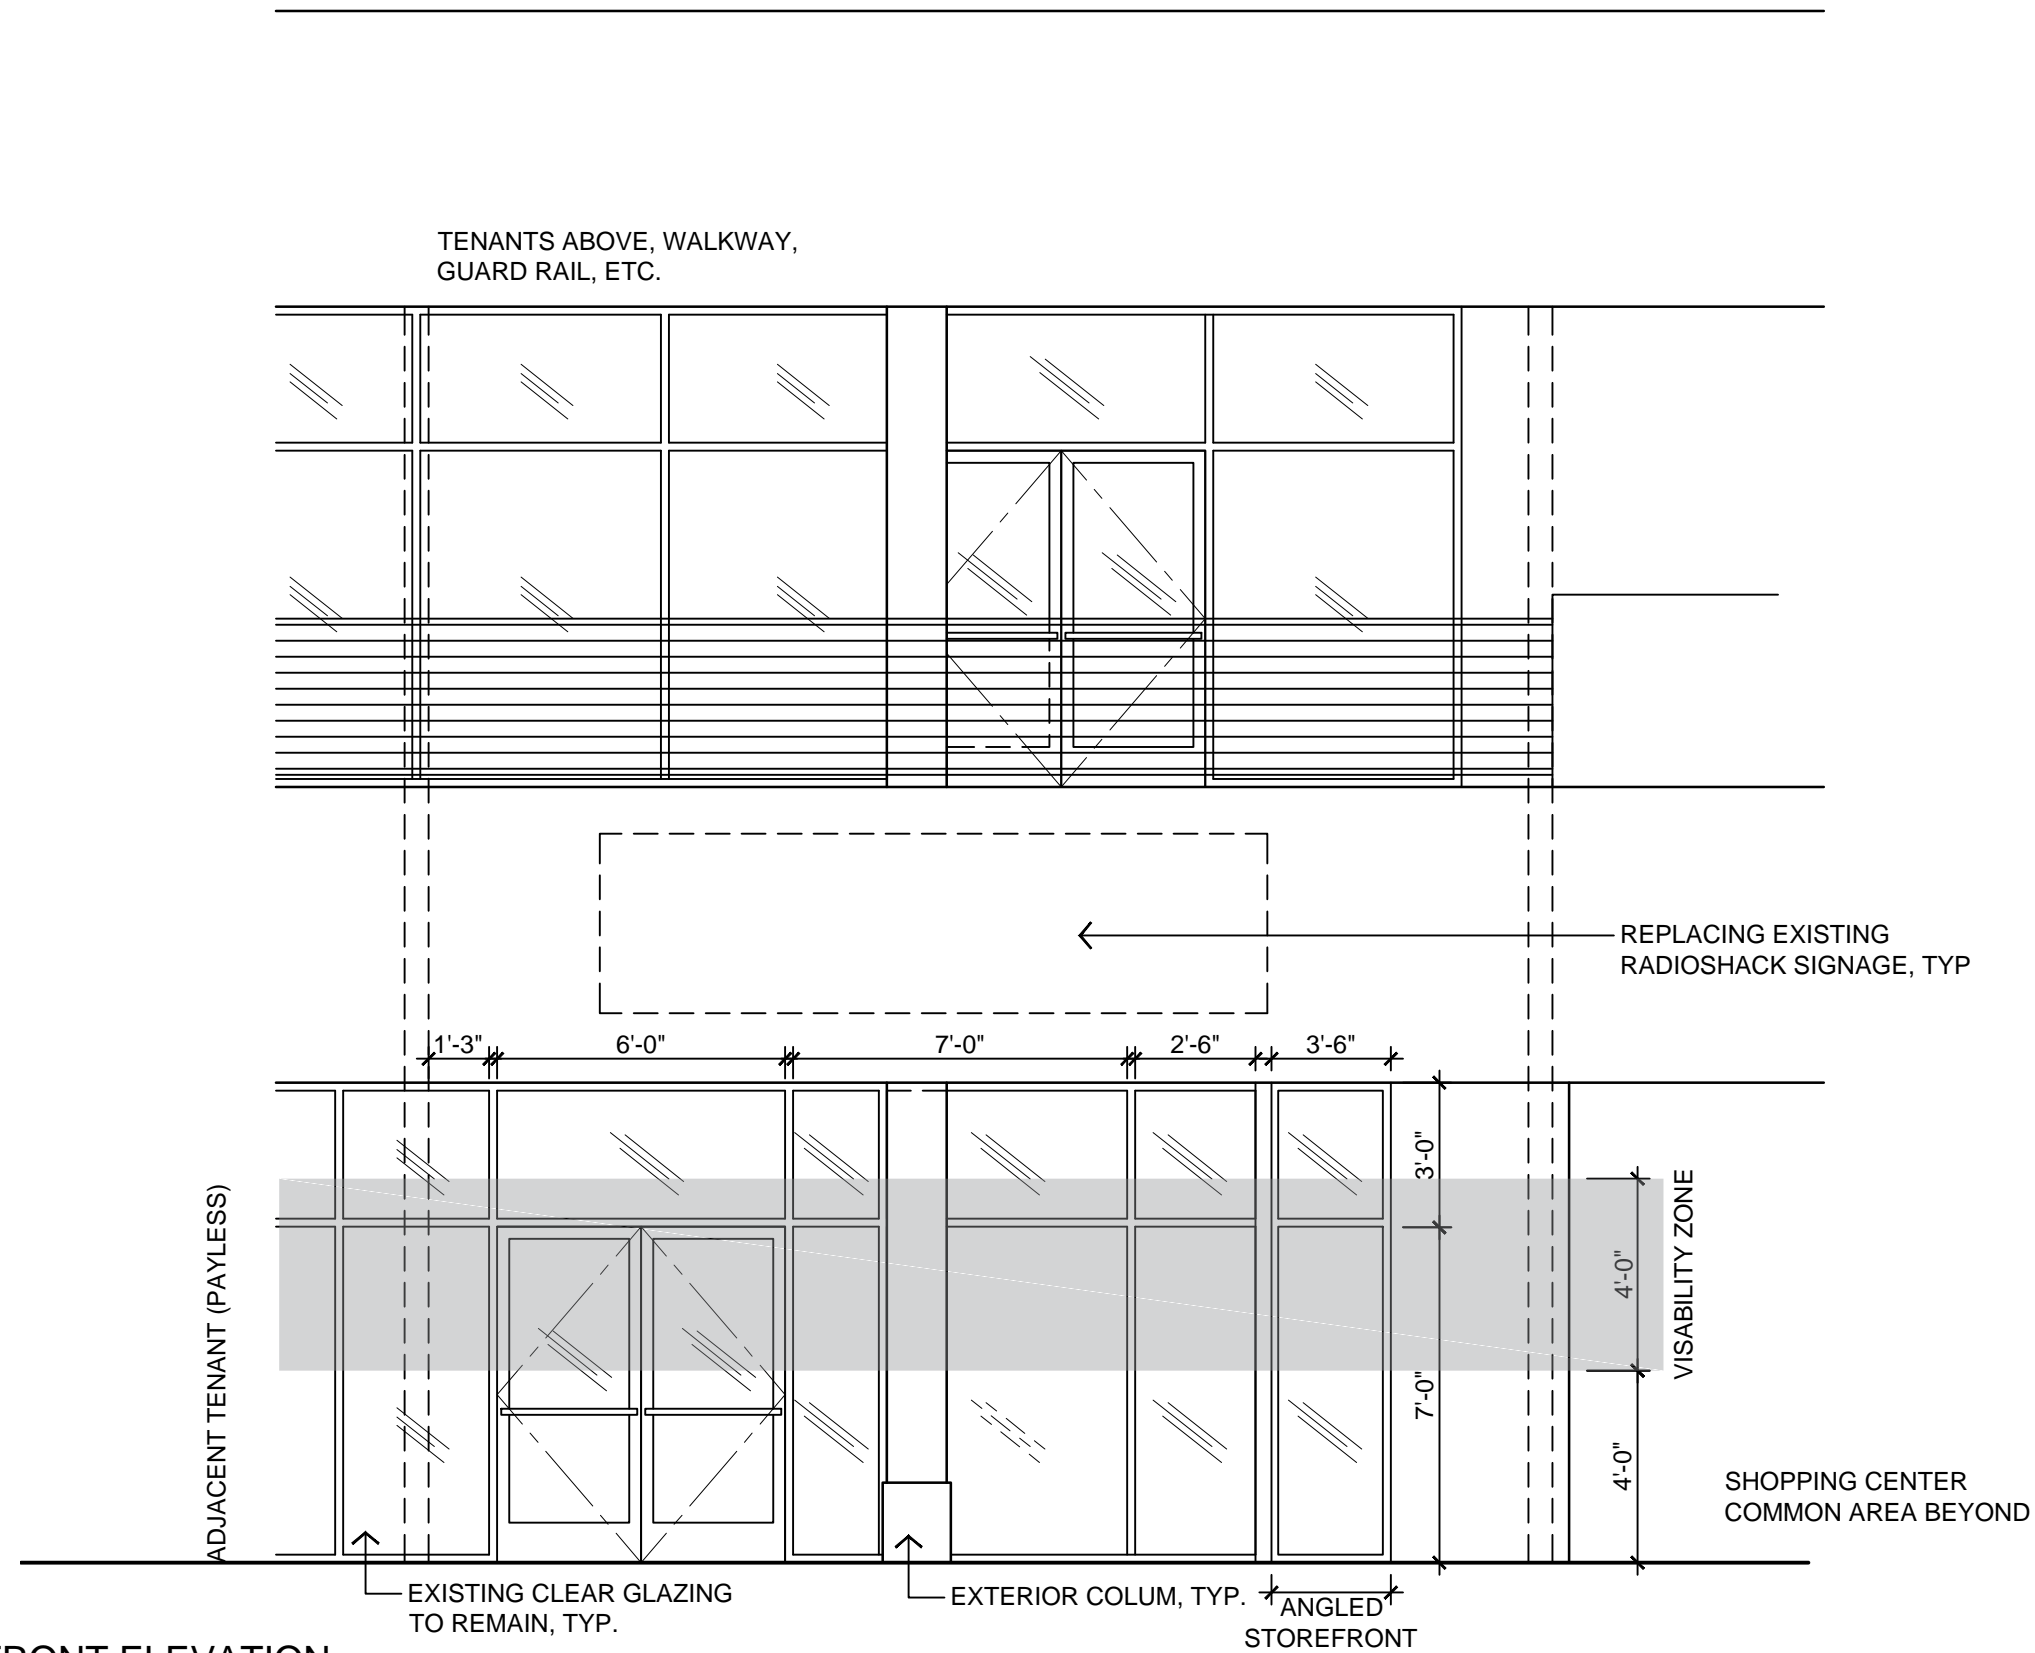 TENANTS ABOVE, WALKWAY,
GUARD RAIL, ETC.
REPLACING EXISTING
RADIOSHACK SIGNAGE, TYP
1'-3"
6'-0"
7'-0"
2'-6"
3'-6"
3'-0"
4'-0"
VISABILITY ZONE
ADJACENT TENANT (PAYLESS)
7'-0"
4'-0"
SHOPPING CENTER
COMMON AREA BEYOND
EXISTING CLEAR GLAZING
TO REMAIN, TYP.
EXTERIOR COLUM, TYP.
ANGLED
STOREFRONT
FRONT ELEVATION